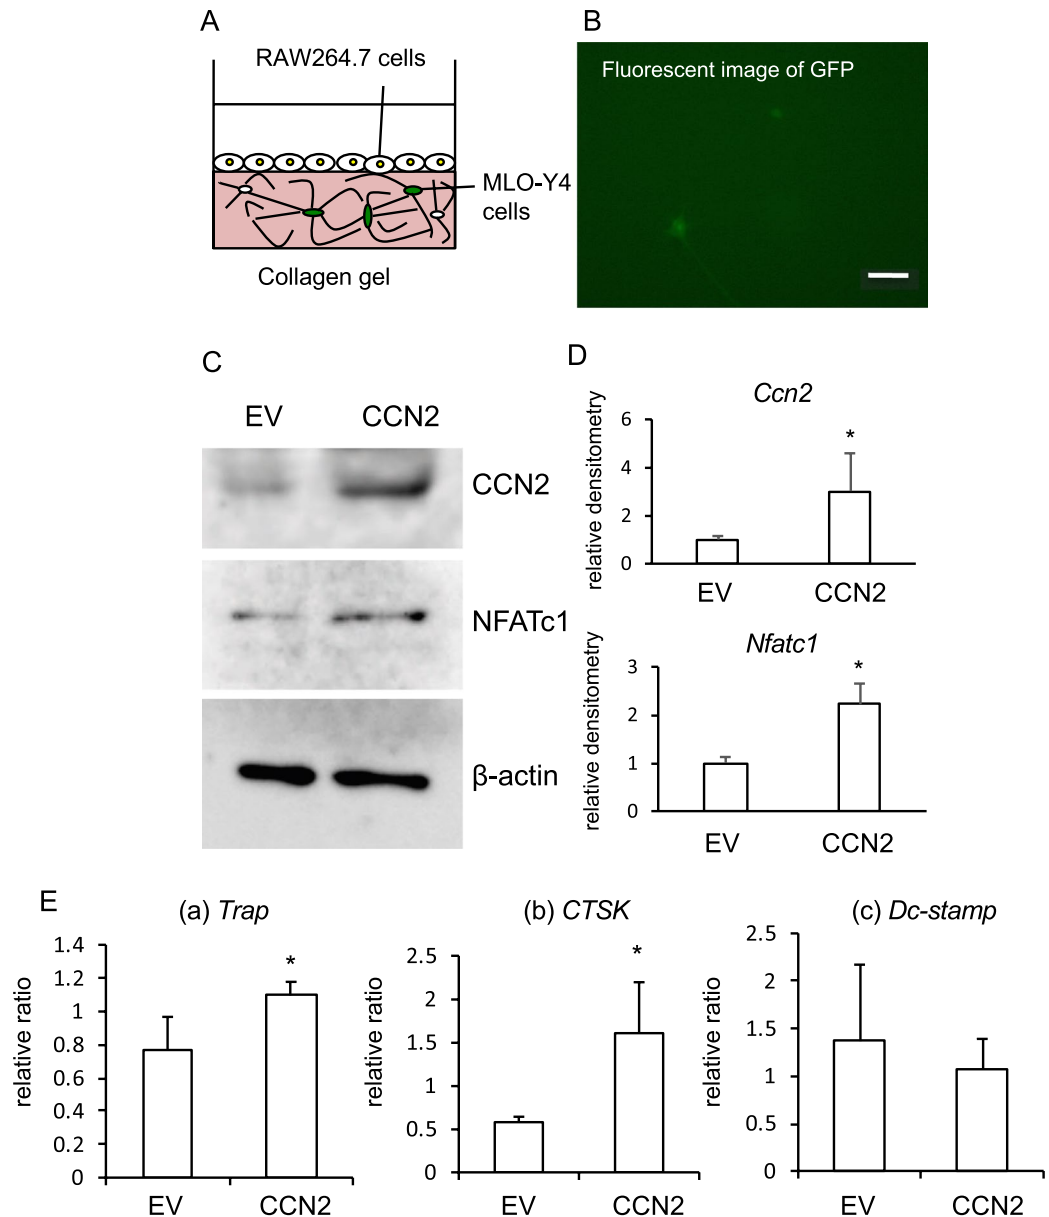 A
RAW264.7 cells
MLO-Y4
cells
Collagen gel
B
Fluorescent image of GFP
C
EV CCN2
CCN2
NFATc1
β-actin
D
Ccn2
relative densitometry
6
4
2
0
*
EV CCN2
Nfatc1
relative densitometry
3
2
1
0
*
EV CCN2
E
(a) Trap
relative ratio
1.4
1.2
1
0.8
0.6
0.4
0.2
0
*
EV CCN2
(b) CTSK
relative ratio
2.5
2
1.5
1
0.5
0
*
EV CCN2
(c) Dc-stamp
relative ratio
2.5
2
1.5
1
0.5
0
EV CCN2